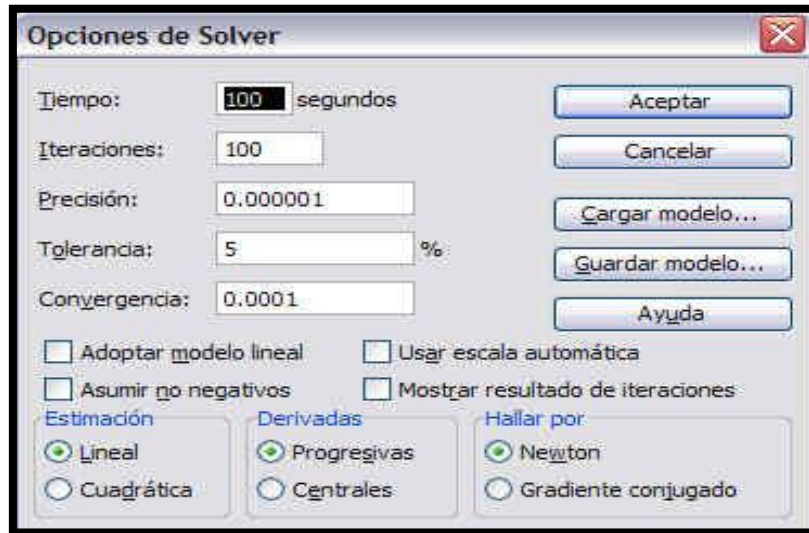 Opciones de Solver
Tiempo: 100 segundos Aceptar
Iteraciones: 100 Cancelar
Precisión: 0.000001 Cargar modelo...
Tolerancia: 5 % Guardar modelo...
Convergencia: 0.0001 Ayuda
Adoptar modelo lineal Usar escala automática
Asumir no negativos Mostrar resultado de iteraciones
Estimación Derivadas Hallar por
Lineal Progresivas Newton
Cuadrática Centrales Gradiente conjugado